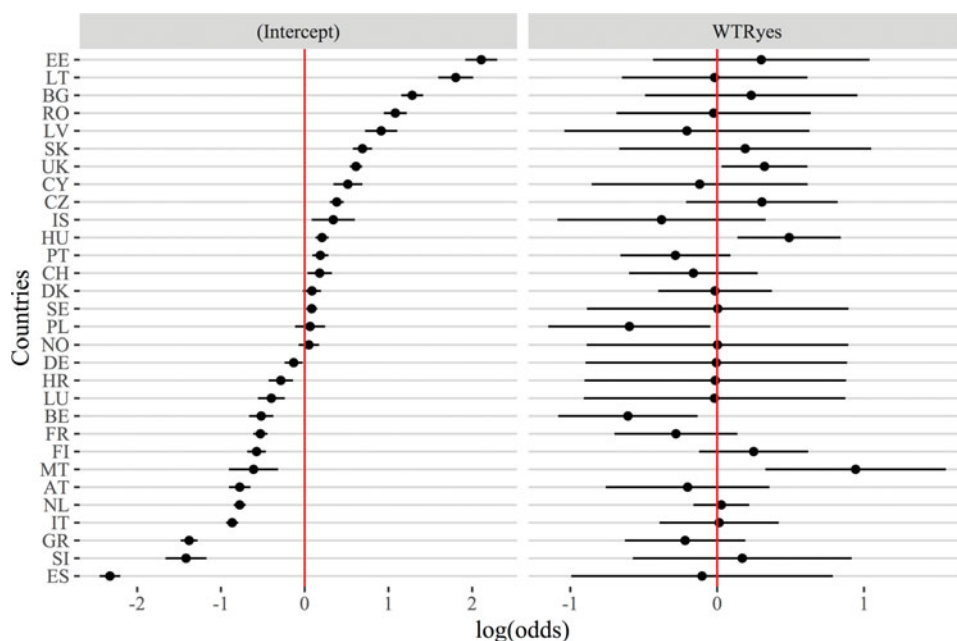 (Intercept) WTRyes
Countries
EE
LT
BG
RO
LV
SK
UK
CY
CZ
IS
HU
PT
CH
DK
SE
PL
NO
DE
HR
LU
BE
FR
FI
MT
AT
NL
IT
GR
SI
ES
-2 -1 0 1 2 -1 0 1
log(odds)